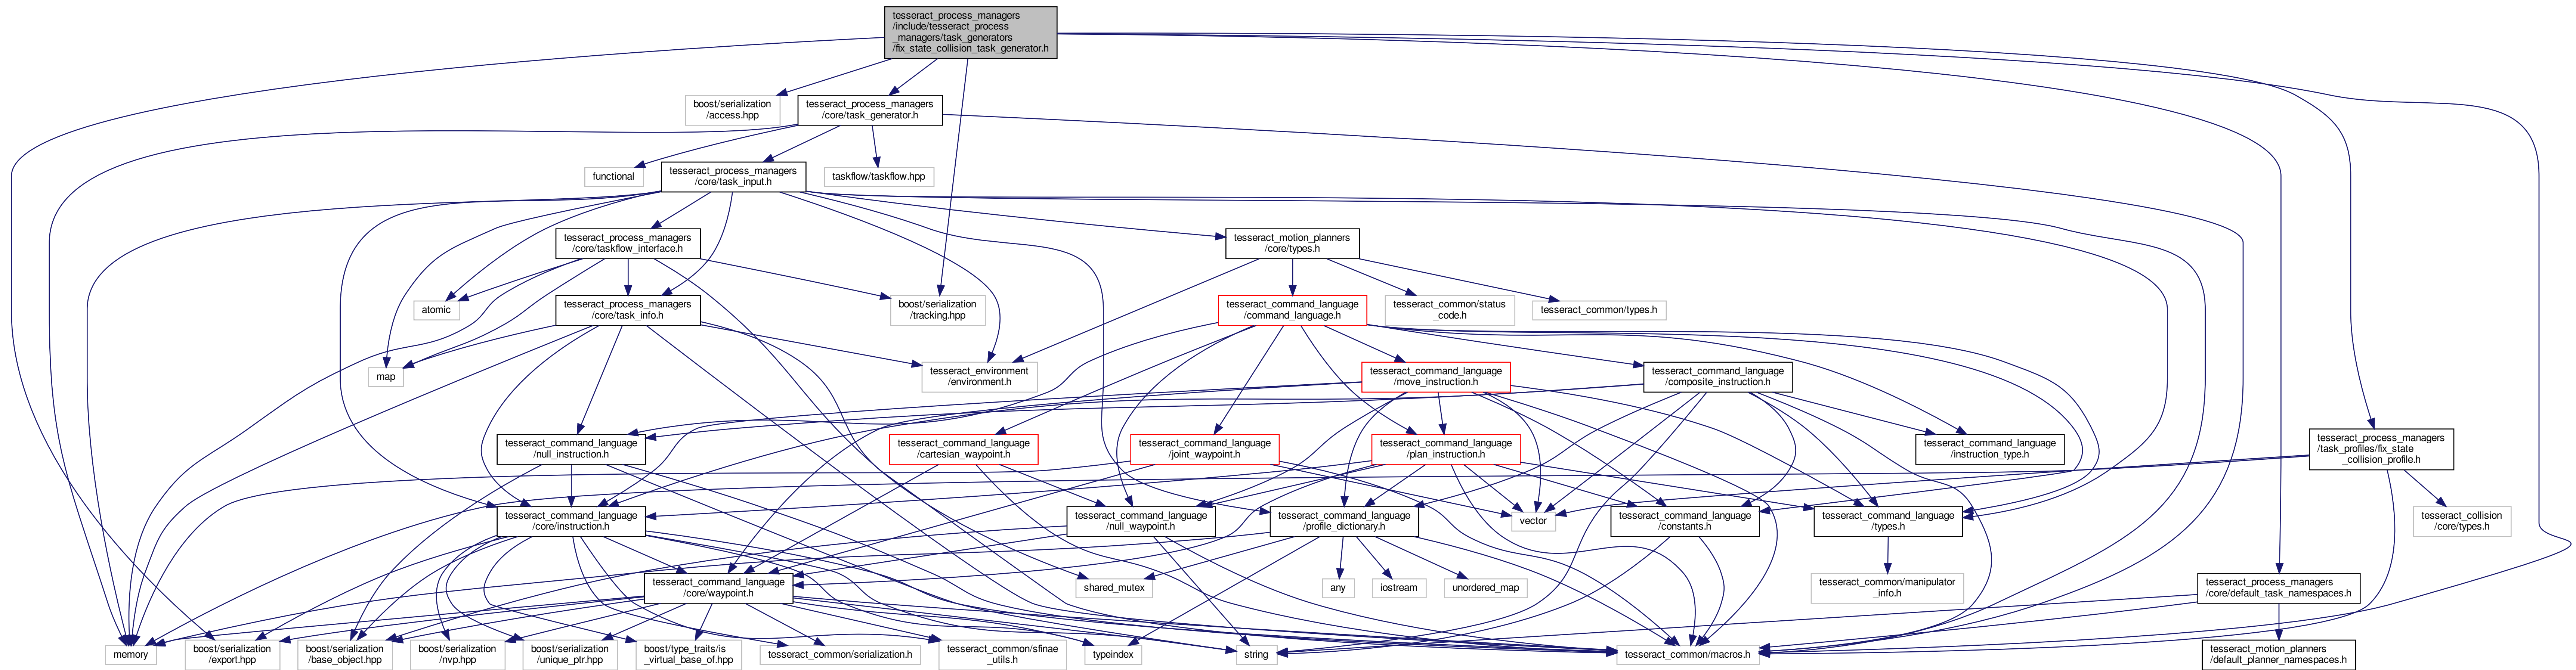 tesseract_process_managers
/include/tesseract_process
_managers/task_generators
/fix_state_collision_task_generator.h
boost/serialization
/access.hpp
tesseract_process_managers
/core/task_generator.h
functional
tesseract_process_managers
/core/task_input.h
taskflow/taskflow.hpp
tesseract_process_managers
/core/taskflow_interface.h
tesseract_motion_planners
/core/types.h
atomic
tesseract_process_managers
/core/task_info.h
boost/serialization
/tracking.hpp
tesseract_command_language
/command_language.h
tesseract_common/status
_code.h
tesseract_common/types.h
map
tesseract_environment
/environment.h
tesseract_command_language
/move_instruction.h
tesseract_command_language
/composite_instruction.h
tesseract_command_language
/null_instruction.h
tesseract_command_language
/cartesian_waypoint.h
tesseract_command_language
/joint_waypoint.h
tesseract_command_language
/plan_instruction.h
tesseract_command_language
/instruction_type.h
tesseract_process_managers
/task_profiles/fix_state
_collision_profile.h
tesseract_command_language
/core/instruction.h
tesseract_command_language
/null_waypoint.h
tesseract_command_language
/profile_dictionary.h
vector
tesseract_command_language
/constants.h
tesseract_command_language
/types.h
tesseract_collision
/core/types.h
tesseract_command_language
/core/waypoint.h
shared_mutex
any
iostream
unordered_map
tesseract_common/manipulator
_info.h
tesseract_process_managers
/core/default_task_namespaces.h
memory
boost/serialization
/export.hpp
boost/serialization
/base_object.hpp
boost/serialization
/nvp.hpp
boost/serialization
/unique_ptr.hpp
boost/type_traits/is
_virtual_base_of.hpp
tesseract_common/serialization.h
tesseract_common/sfinae
_utils.h
typeindex
string
tesseract_common/macros.h
tesseract_motion_planners
/default_planner_namespaces.h